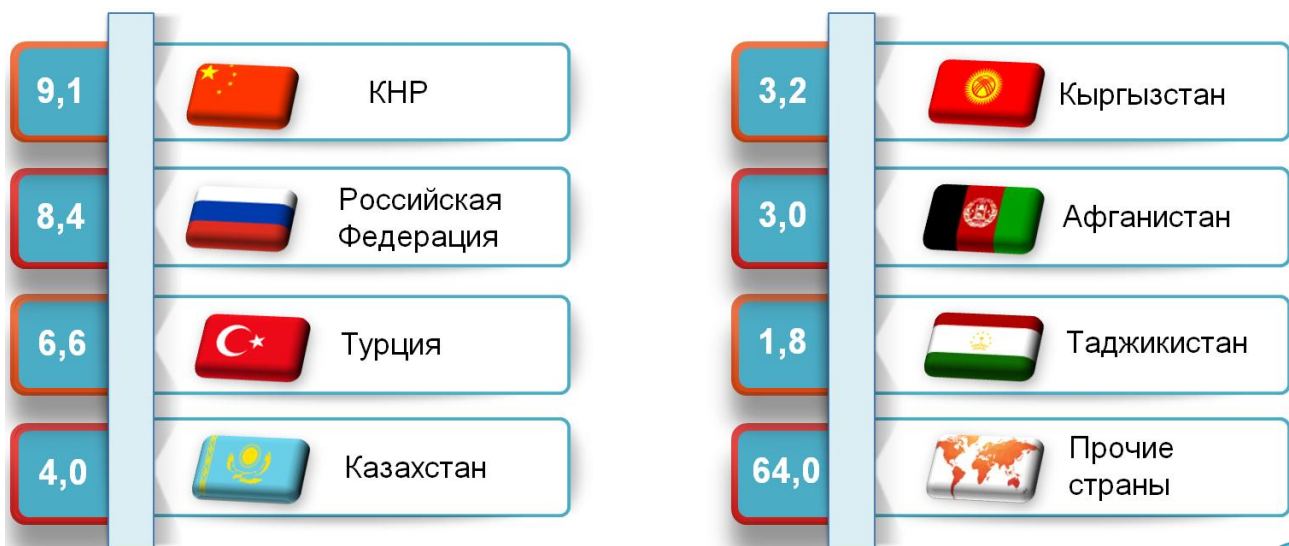 9,1
КНР
8,4
Российская
Федерация
6,6
Турция
4,0
Казахстан
3,2
Кыргызстан
3,0
Афганистан
1,8
Таджикистан
64,0
Прочие
страны